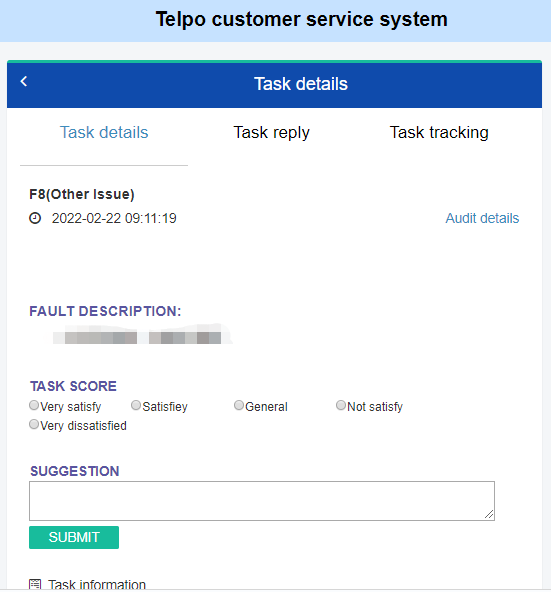 Telpo customer service system
Task details
Task details Task reply Task tracking
F8(Other Issue)
2022-02-22 09:11:19 Audit details
FAULT DESCRIPTION:
TASK SCORE
Very satisfy Satisfiey General Not satisfy
Very dissatisfied
SUGGESTION
SUBMIT
Task information